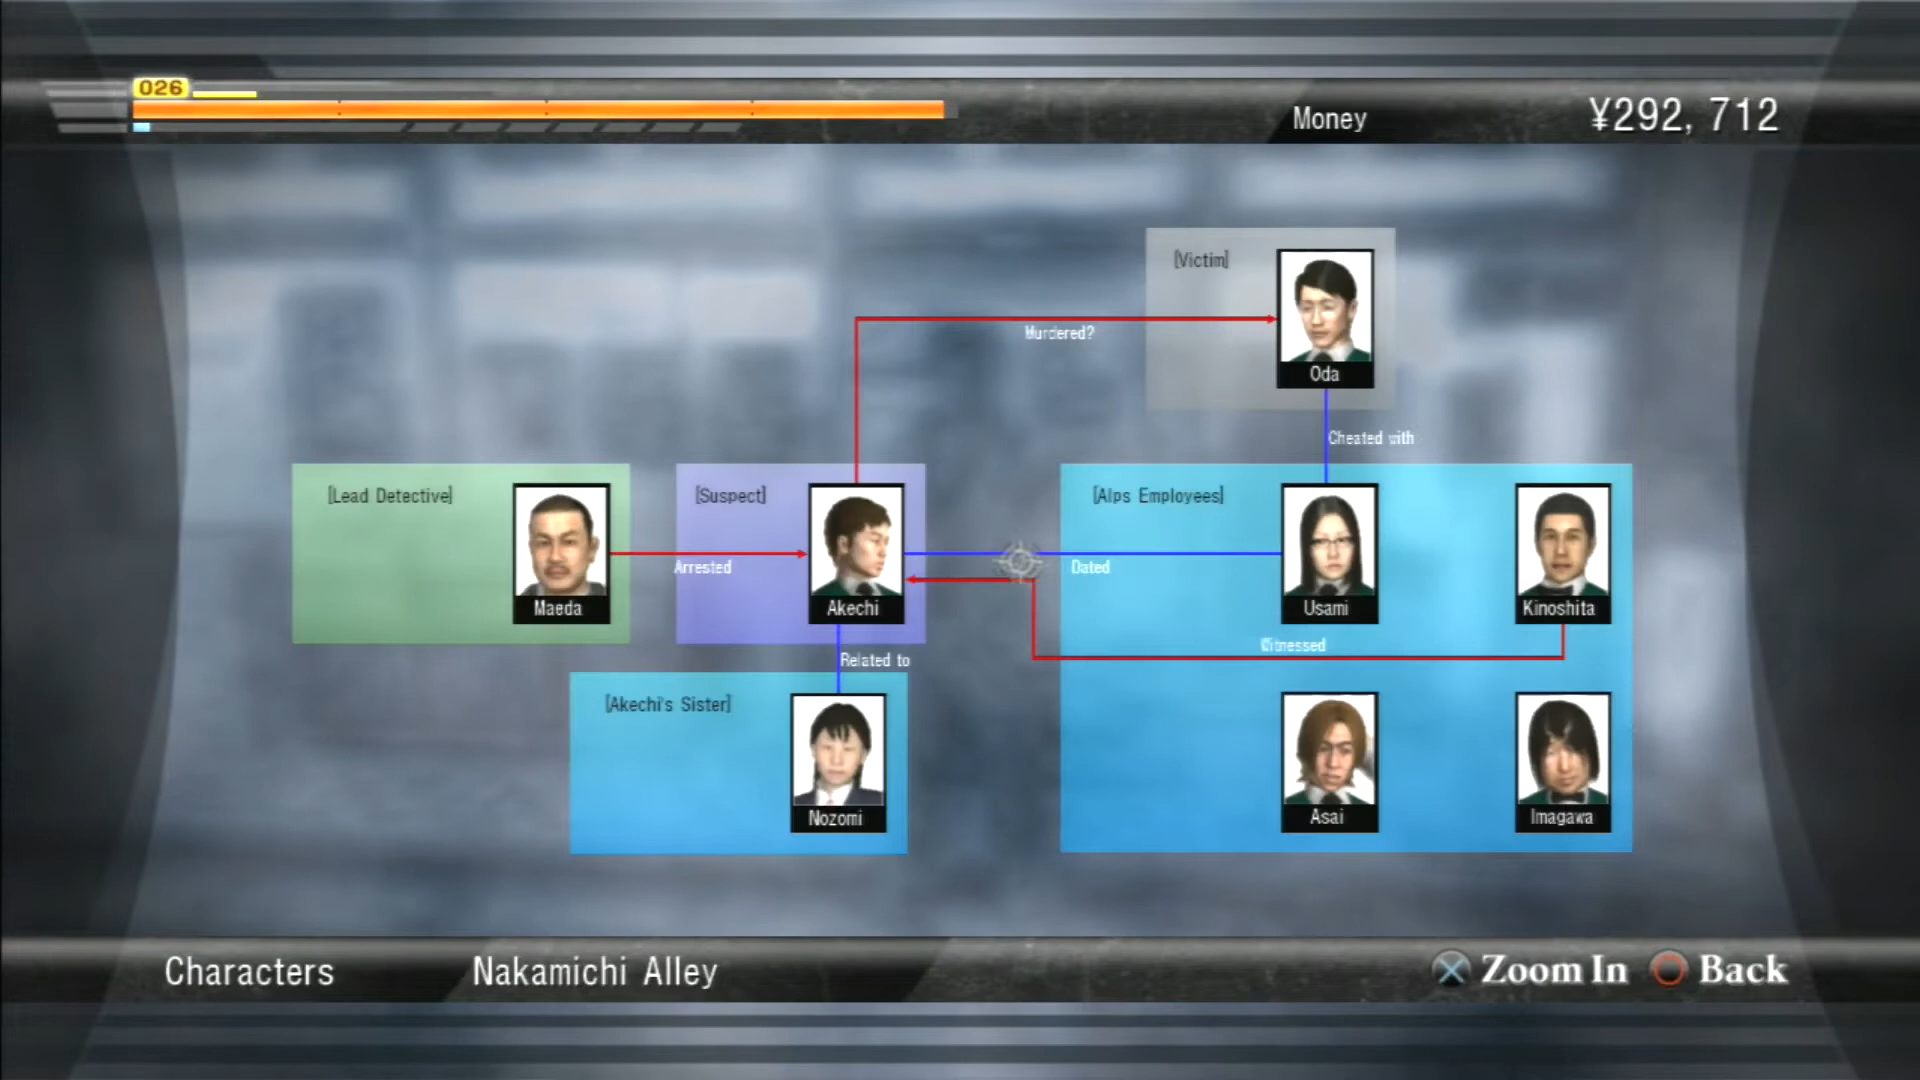 026
Money
¥292,712
[Victim]
Murdered?
Oda
Cheated with
[Lead Detective]
[Suspect]
[Alps Employees]
Arrested
Dated
Maeda
Akechi
Usami
Kinoshita
Witnessed
Related to
[Akechi's Sister]
Nozomi
Asai
Imagawa
Characters
Nakamichi Alley
Zoom In
Back